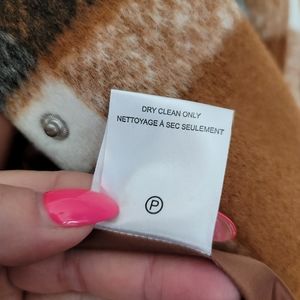 DRY CLEAN ONLY
NETTOYAGE À SEC SEULEMENT
P